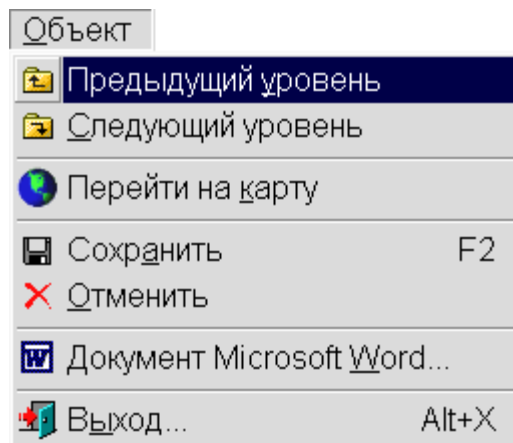 Объект
Предыдущий уровень
Следующий уровень
Перейти на карту
Сохранить F2
Отменить
Документ Microsoft Word...
Выход... Alt+X